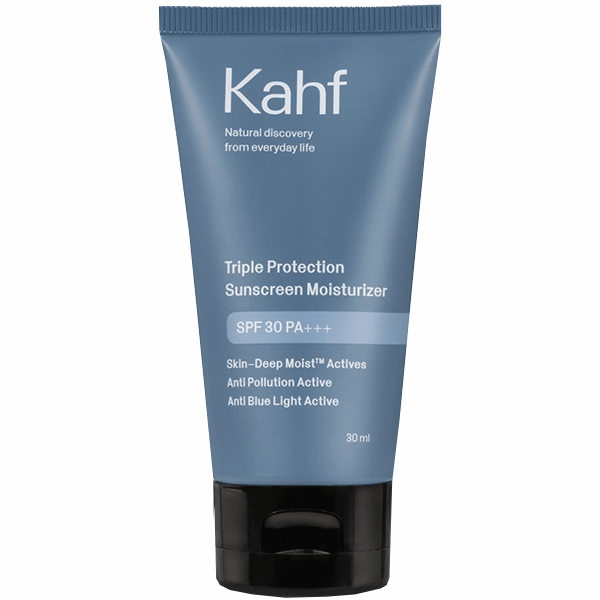 Kahf
Natural discovery
from everyday life
Triple Protection
Sunscreen Moisturizer
SPF 30 PA+++
Skin-Deep Moist™ Actives
Anti Pollution Active
Anti Blue Light Active
30 ml